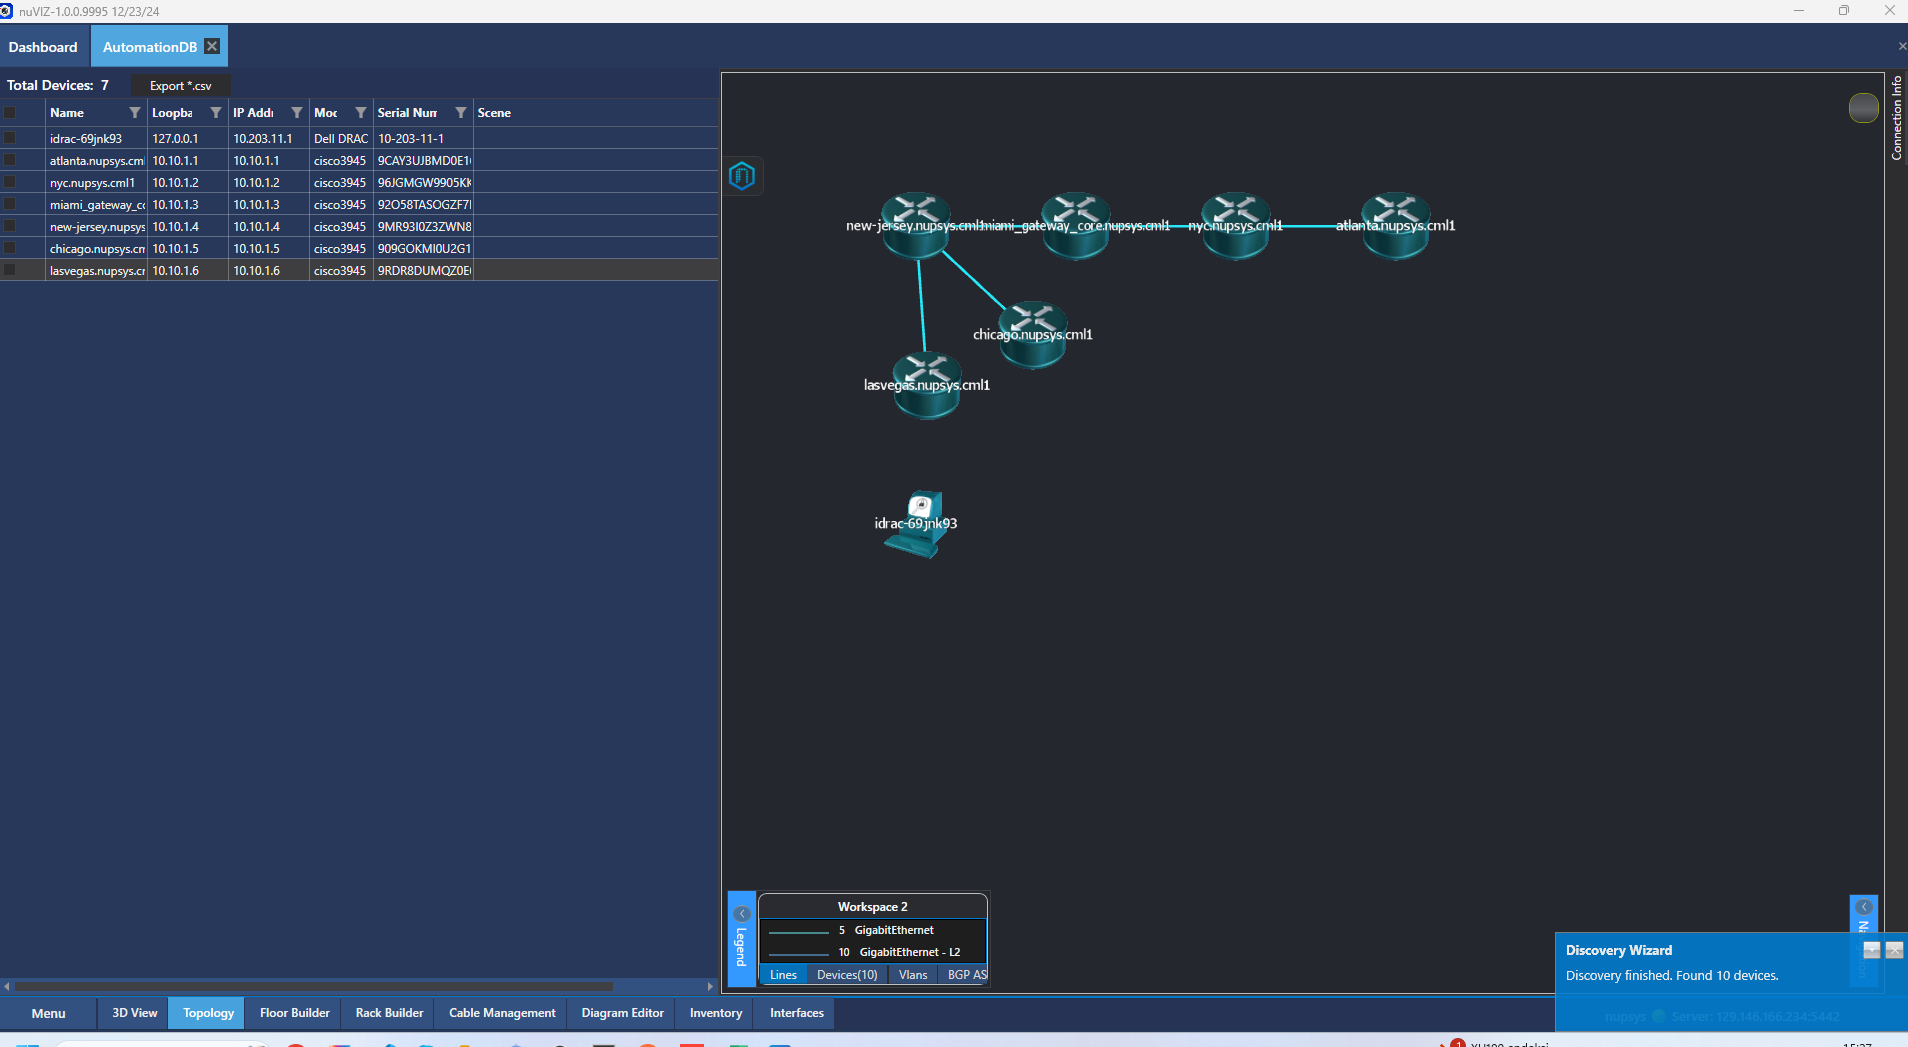 nuVIZ-1.0.0.9995 12/23/24
Dashboard AutomationDB
Total Devices: 7 Export *.csv
Name Loopba IP Addr Moc Serial Num Scene
idrac-69jnk93 127.0.0.1 10.203.11.1 Dell DRAC 10-203-11-1
atlanta.nupsys.cml 10.10.1.1 10.10.1.1 cisco3945 9CAY3UJBMD0E1
nyc.nupsys.cml1 10.10.1.2 10.10.1.2 cisco3945 96JGMGW9905KK
miami_gateway_cc 10.10.1.3 10.10.1.3 cisco3945 92O58TASOGZF7
new-jersey.nupsys 10.10.1.4 10.10.1.4 cisco3945 9MR93I0Z3ZWN8
chicago.nupsys.cm 10.10.1.5 10.10.1.5 cisco3945 909GOKMI0U2G1
lasvegas.nupsys.cr 10.10.1.6 10.10.1.6 cisco3945 9RDR8DUMQZ0E
Connection Info
new-jersey.nupsys.cml1 miami_gateway_core.nupsys.cml1 nyc.nupsys.cml1 atlanta.nupsys.cml1
chicago.nupsys.cml1
lasvegas.nupsys.cml1
idrac-69jnk93
Legend
Workspace 2
5 GigabitEthernet
10 GigabitEthernet - L2
Lines Devices(10) Vlans BGP AS
Discovery Wizard
Discovery finished. Found 10 devices.
nupsys Server: 129.146.166.234:5442
Menu 3D View Topology Floor Builder Rack Builder Cable Management Diagram Editor Inventory Interfaces
1